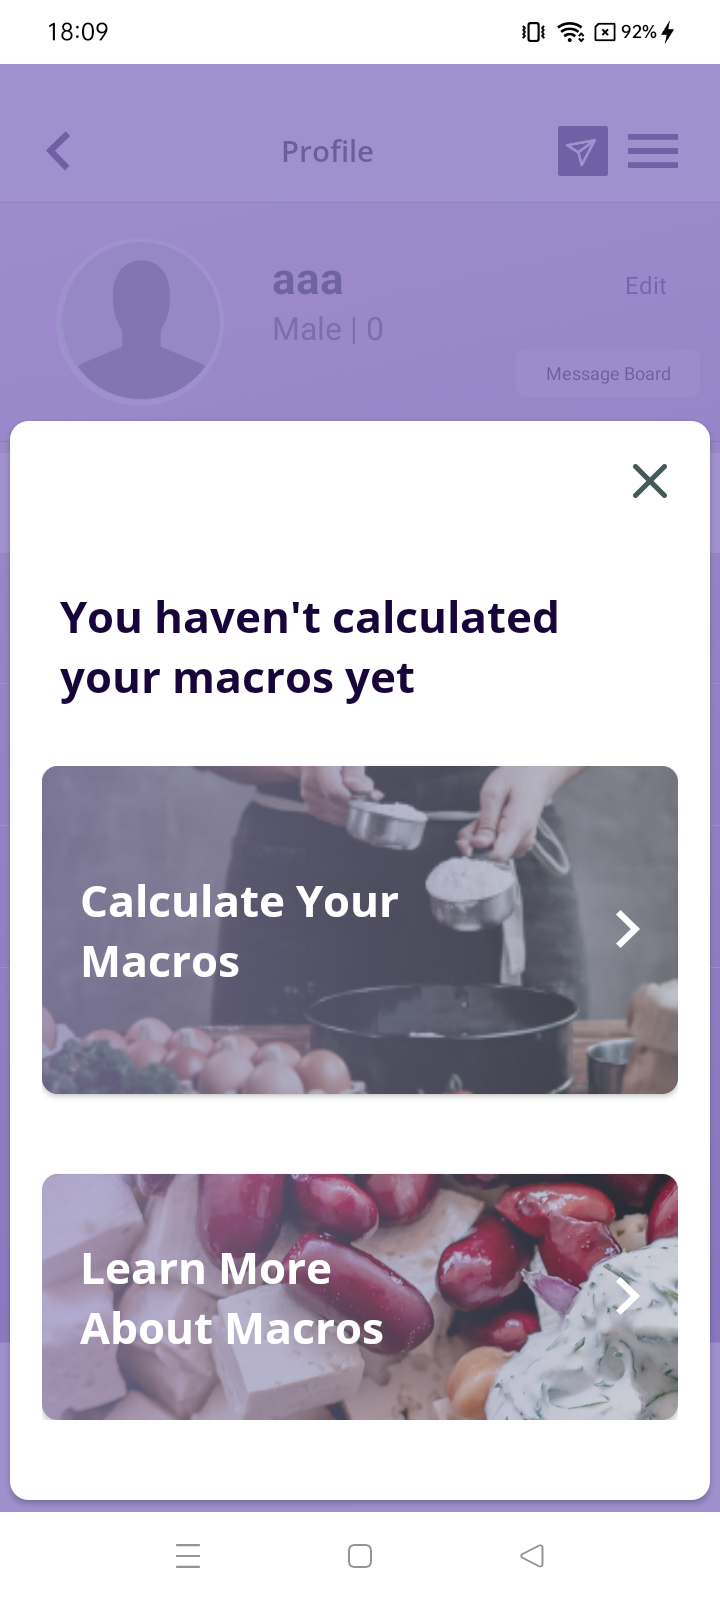 18:09
92%
Profile
aaa
Edit
Male | 0
Message Board
You haven't calculated
your macros yet
Calculate Your
Macros
Learn More
About Macros